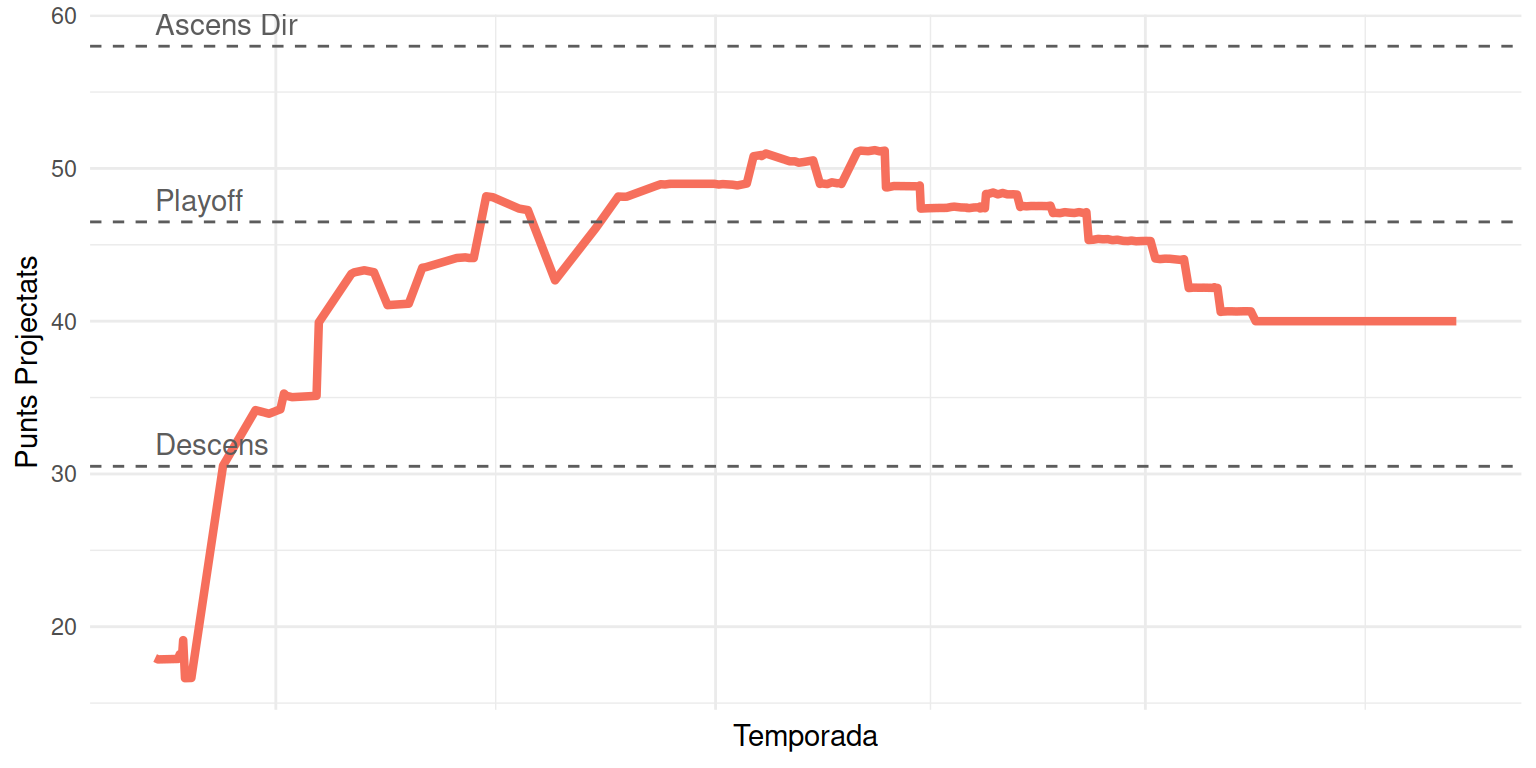 60
Ascens Dir
50
Playoff
40
Descens
30
20
Punts Projectats
Temporada